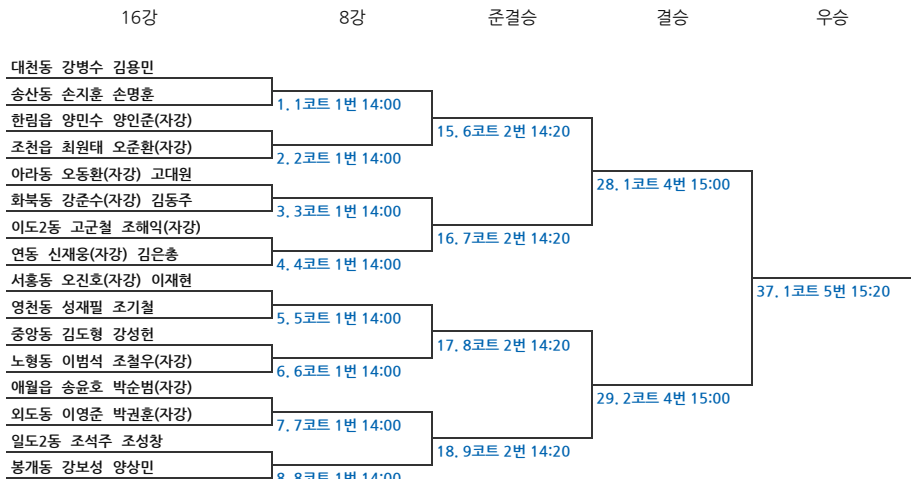 16강 8강 준결승 결승 우승
대천동 강병수 김용민
송산동 손지훈 손명훈
1. 1코트 1번 14:00
한림읍 양민수 양인준(자강)
15. 6코트 2번 14:20
조천읍 최원태 오준환(자강)
2. 2코트 1번 14:00
아라동 오동환(자강) 고대원
28. 1코트 4번 15:00
화북동 강준수(자강) 김동주
3. 3코트 1번 14:00
이도2동 고군철 조해익(자강)
16. 7코트 2번 14:20
연동 신재웅(자강) 김은총
4. 4코트 1번 14:00
서홍동 오진호(자강) 이재현
37. 1코트 5번 15:20
영천동 성재필 조기철
5. 5코트 1번 14:00
중앙동 김도형 강성헌
17. 8코트 2번 14:20
노형동 이범석 조철우(자강)
6. 6코트 1번 14:00
애월읍 송윤호 박순범(자강)
29. 2코트 4번 15:00
외도동 이영준 박권훈(자강)
7. 7코트 1번 14:00
일도2동 조석주 조성창
18. 9코트 2번 14:20
봉개동 강보성 양상민
8. 8코트 1번 14:00